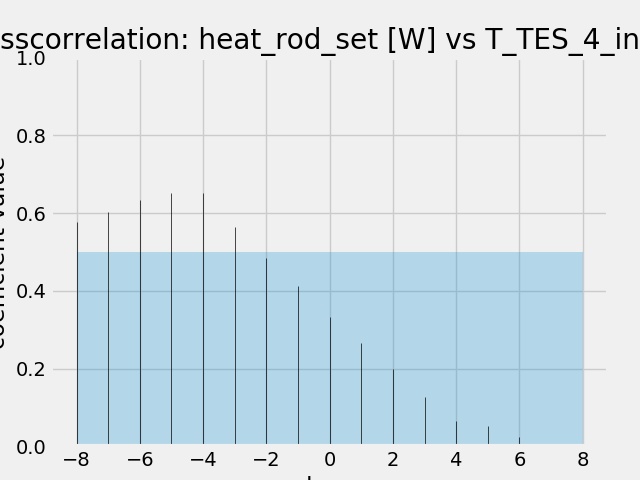 sscorrelation: heat_rod_set [W] vs T_TES_4_in
1.0
0.8
0.6
0.4
0.2
0.0
coefficient value
−8 −6 −4 −2 0 2 4 6 8